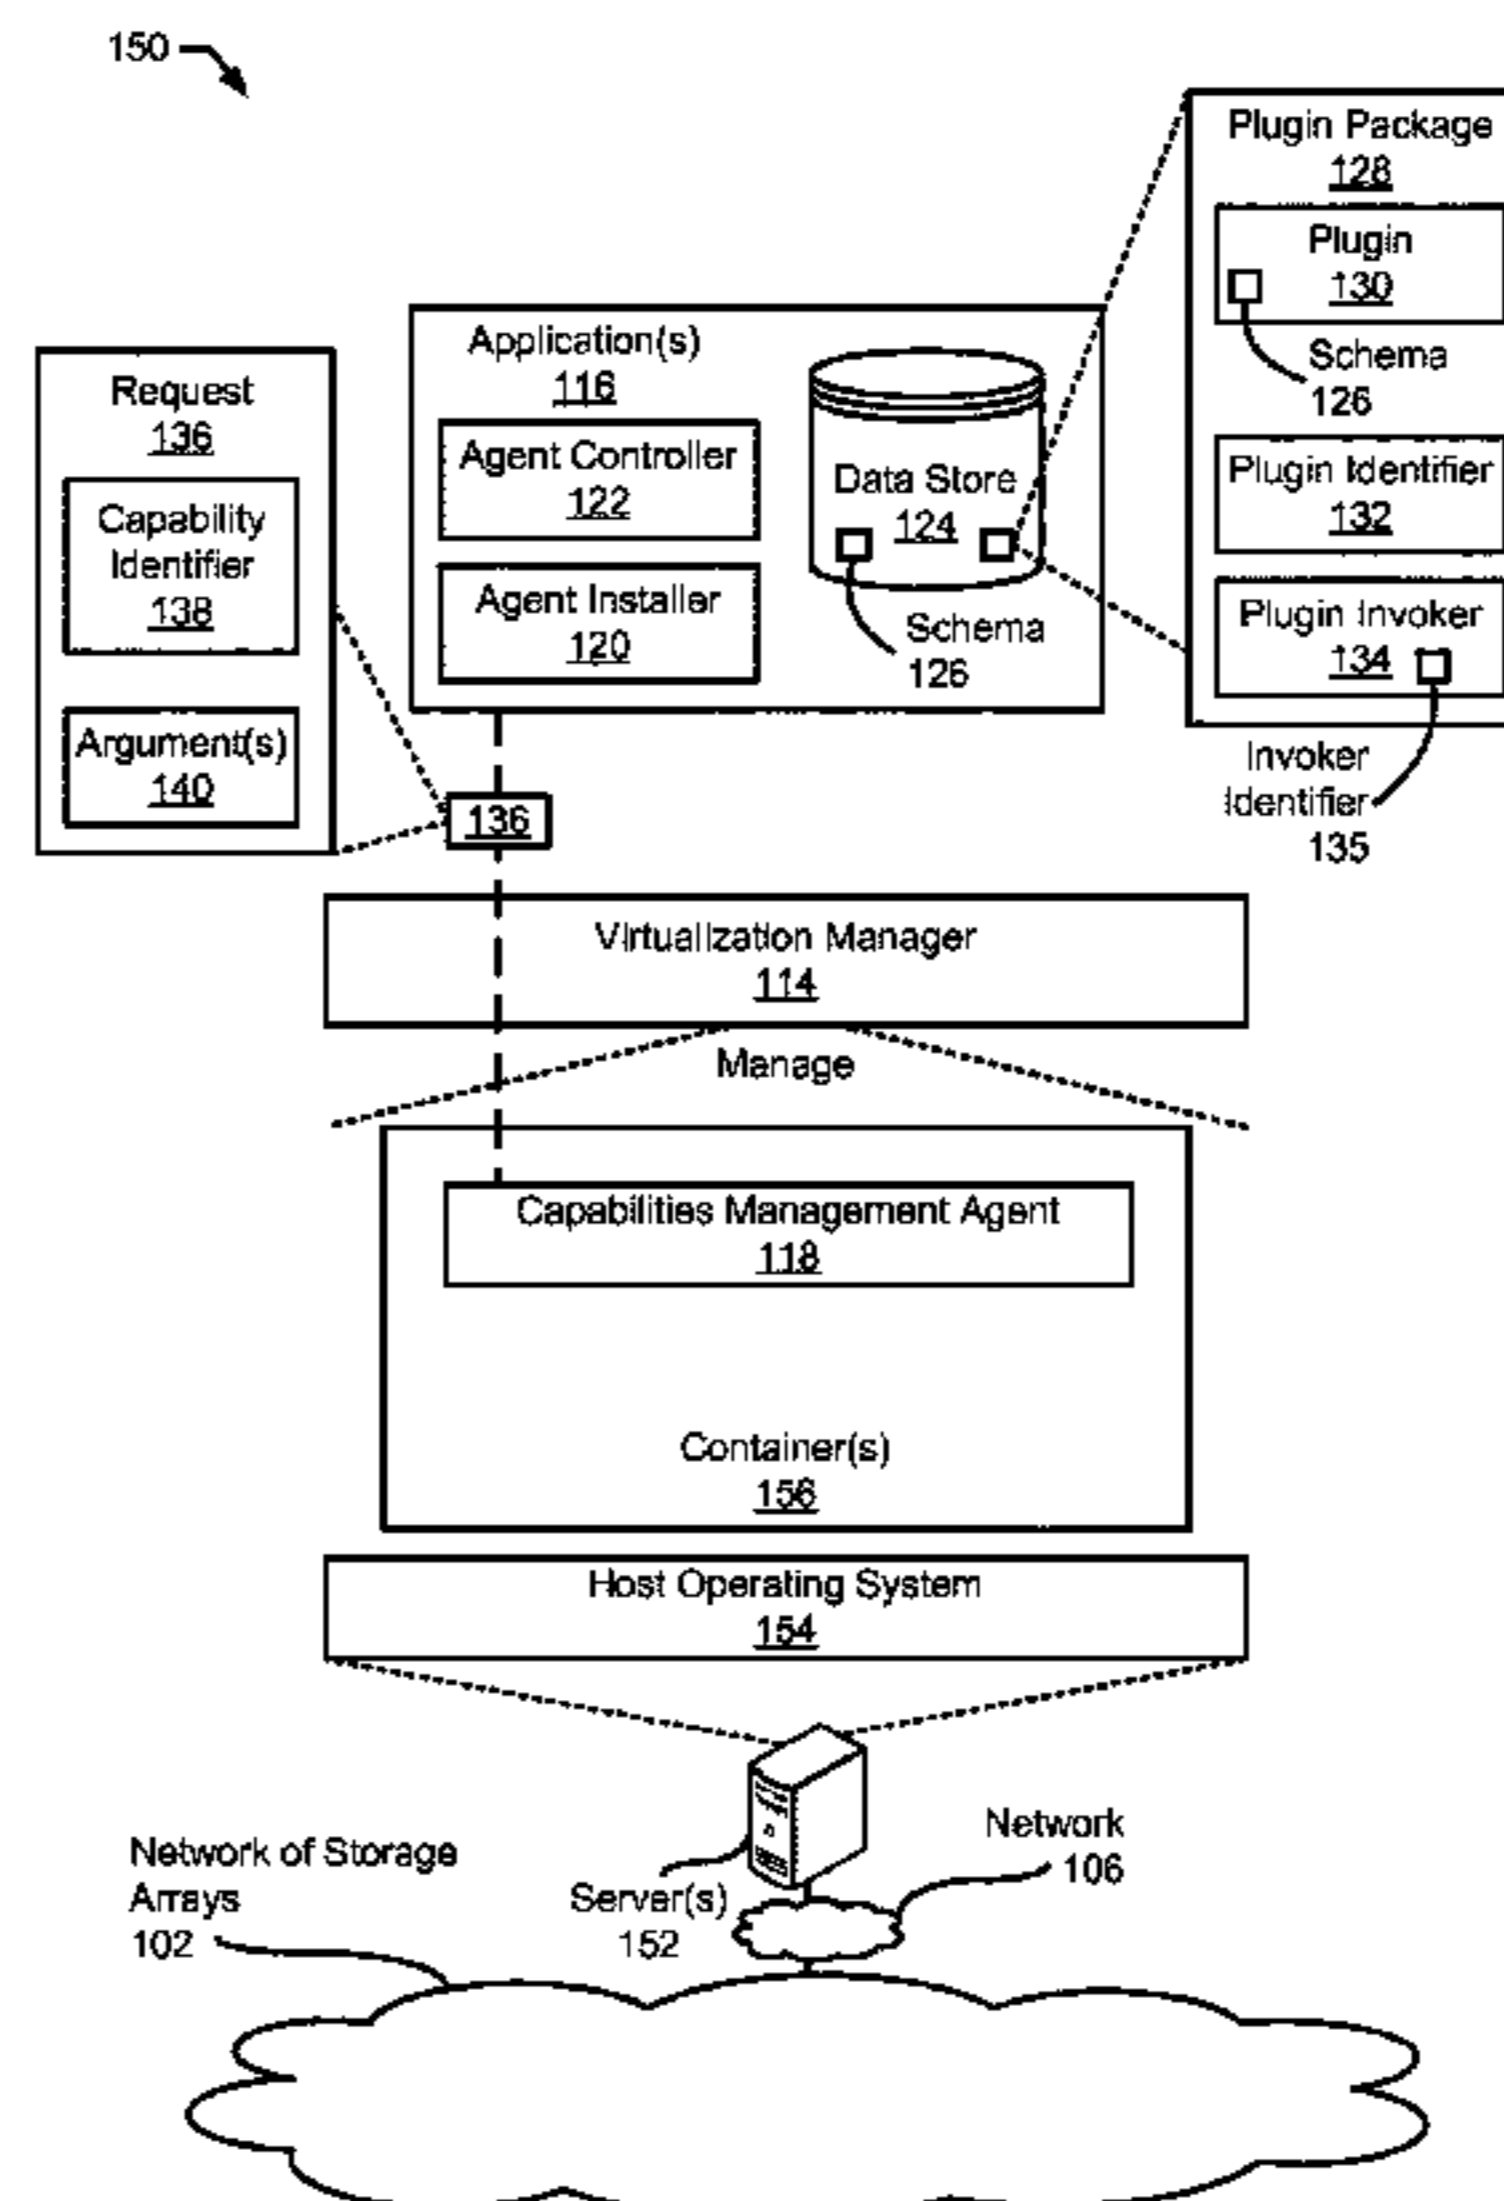 150
Plugin Package
128
Plugin
130
Schema
126
Plugin Identifier
132
Plugin Invoker
134
Invoker
Identifier
135
Application(s)
116
Agent Controller
122
Agent Installer
120
Data Store
124
Schema
126
Request
136
Capability
Identifier
138
Argument(s)
140
136
Virtualization Manager
114
Manage
Capabilities Management Agent
118
Container(s)
156
Host Operating System
154
Network
106
Server(s)
152
Network of Storage
Arrays
102